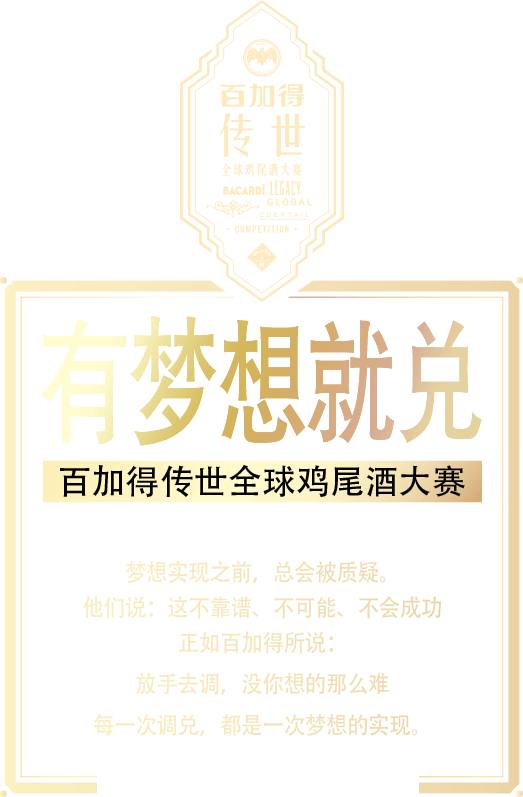 百加得
传世
全球鸡尾酒大赛
BACARDÍ LEGACY
GLOBAL
COCKTAIL
- COMPETITION -
有梦想就兑
百加得传世全球鸡尾酒大赛
梦想实现之前，总会被质疑。
他们说：这不靠谱、不可能、不会成功
正如百加得所说：
放手去调，没你想的那么难
每一次调兑，都是一次梦想的实现。